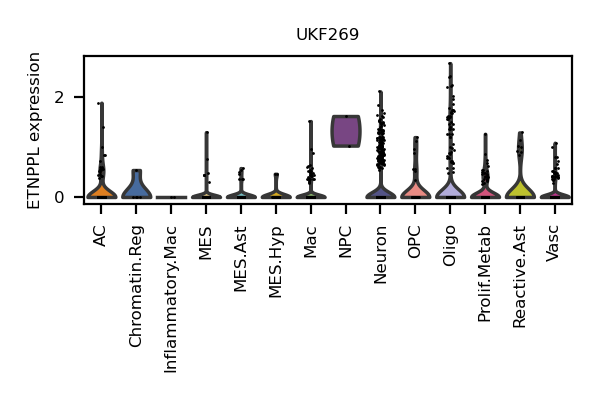 UKF269
ETNPPL expression
2
0
AC
Chromatin.Reg
Inflammatory.Mac
MES
MES.Ast
MES.Hyp
Mac
NPC
Neuron
OPC
Oligo
Prolif.Metab
Reactive.Ast
Vasc